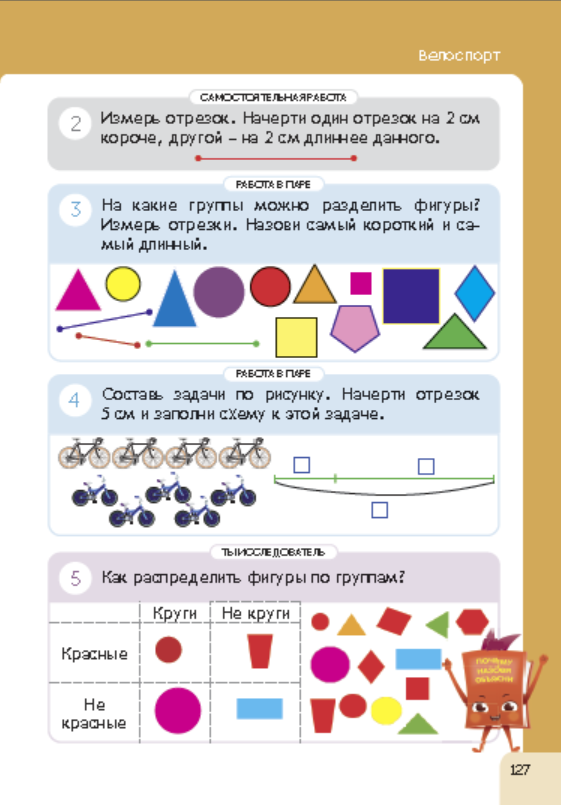 Велоспорт
САМОСТОЯТЕЛЬНАЯ РАБОТА
2
Измерь отрезок. Начерти один отрезок на 2 см
короче, другой – на 2 см длиннее данного.
РАБОТА В ПАРЕ
3
На какие группы можно разделить фигуры?
Измерь отрезки. Назови самый короткий и са-
мый длинный.
РАБОТА В ПАРЕ
4
Составь задачи по рисунку. Начерти отрезок
5 см и заполни схему к этой задаче.
ТЫ ИССЛЕДОВАТЕЛЬ
5
Как распределить фигуры по группам?
Круги Не круги
Красные
Не
красные
ПОЧЕМУ
НАЗОВИ
ОБЪЯСНИ
127